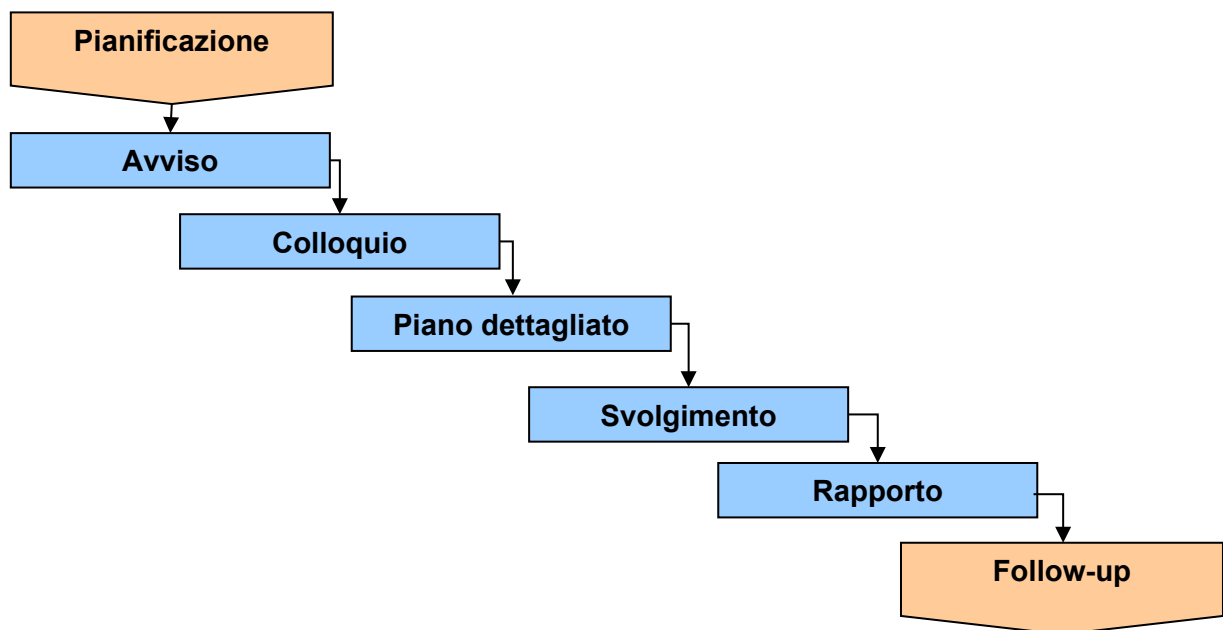 Pianificazione
Avviso
Colloquio
Piano dettagliato
Svolgimento
Rapporto
Follow-up